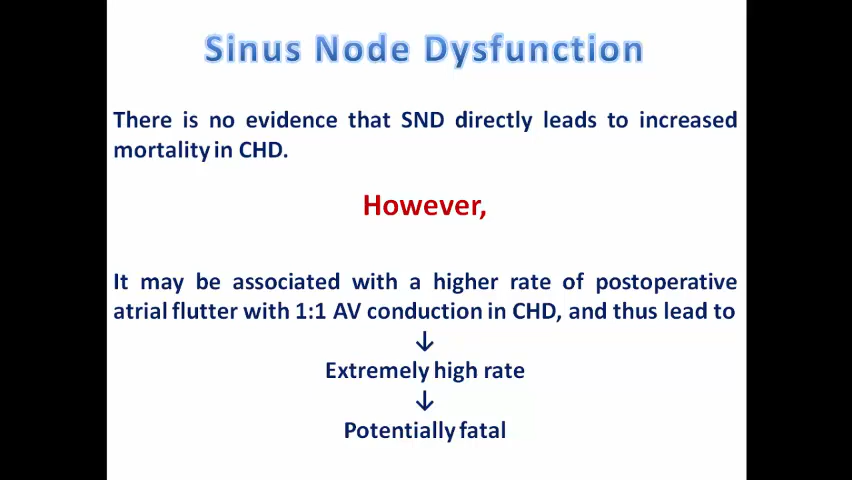 Sinus Node Dysfunction
There is no evidence that SND directly leads to increased
mortality in CHD.
However,
It may be associated with a higher rate of postoperative
atrial flutter with 1:1 AV conduction in CHD, and thus lead to
↓
Extremely high rate
↓
Potentially fatal